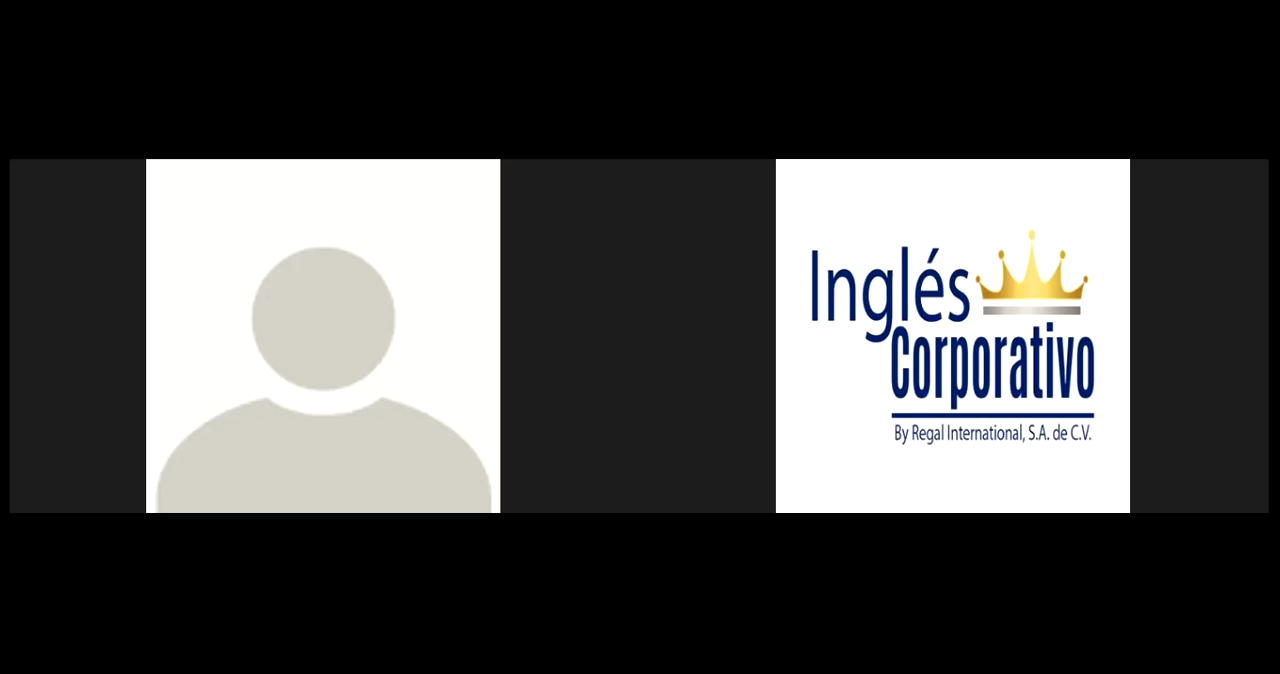 Inglés
Corporativo
By Regal International, S.A. de C.V.